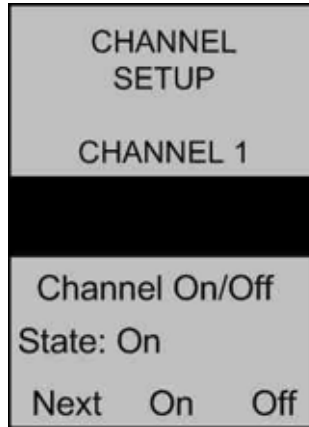 CHANNEL
SETUP
CHANNEL 1
Channel On/Off
State: On
Next On Off